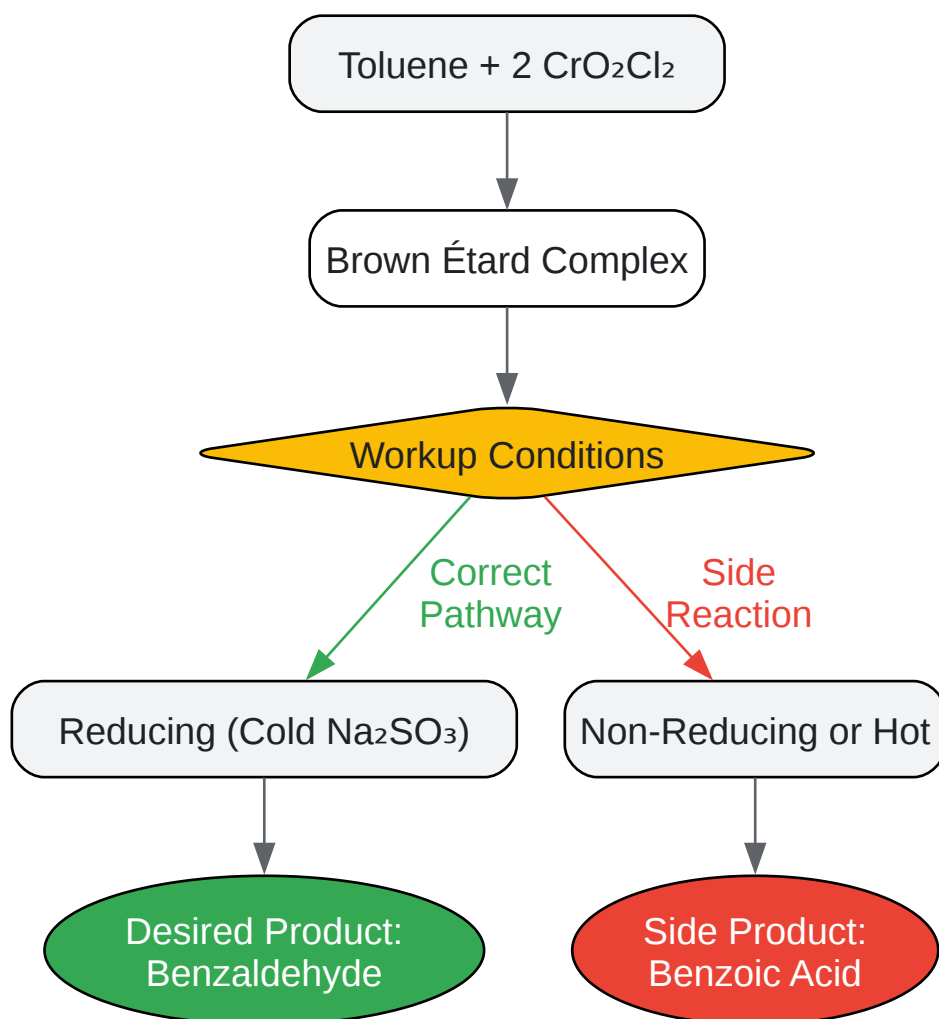 Toluene + 2 CrO₂Cl₂
Brown Étard Complex
Workup Conditions
Correct
Pathway
Side
Reaction
Reducing (Cold Na₂SO₃)
Non-Reducing or Hot
Desired Product:
Benzaldehyde
Side Product:
Benzoic Acid